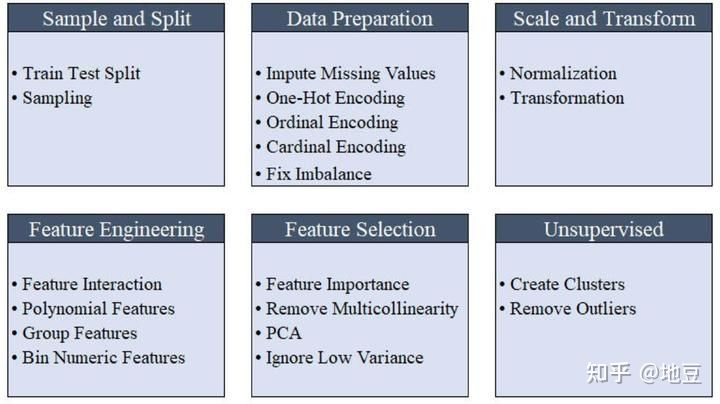 Sample and Split
• Train Test Split
• Sampling
Data Preparation
• Impute Missing Values
• One-Hot Encoding
• Ordinal Encoding
• Cardinal Encoding
• Fix Imbalance
Scale and Transform
• Normalization
• Transformation
Feature Engineering
• Feature Interaction
• Polynomial Features
• Group Features
• Bin Numeric Features
Feature Selection
• Feature Importance
• Remove Multicollinearity
• PCA
• Ignore Low Variance
Unsupervised
• Create Clusters
• Remove Outliers
知乎 @地豆